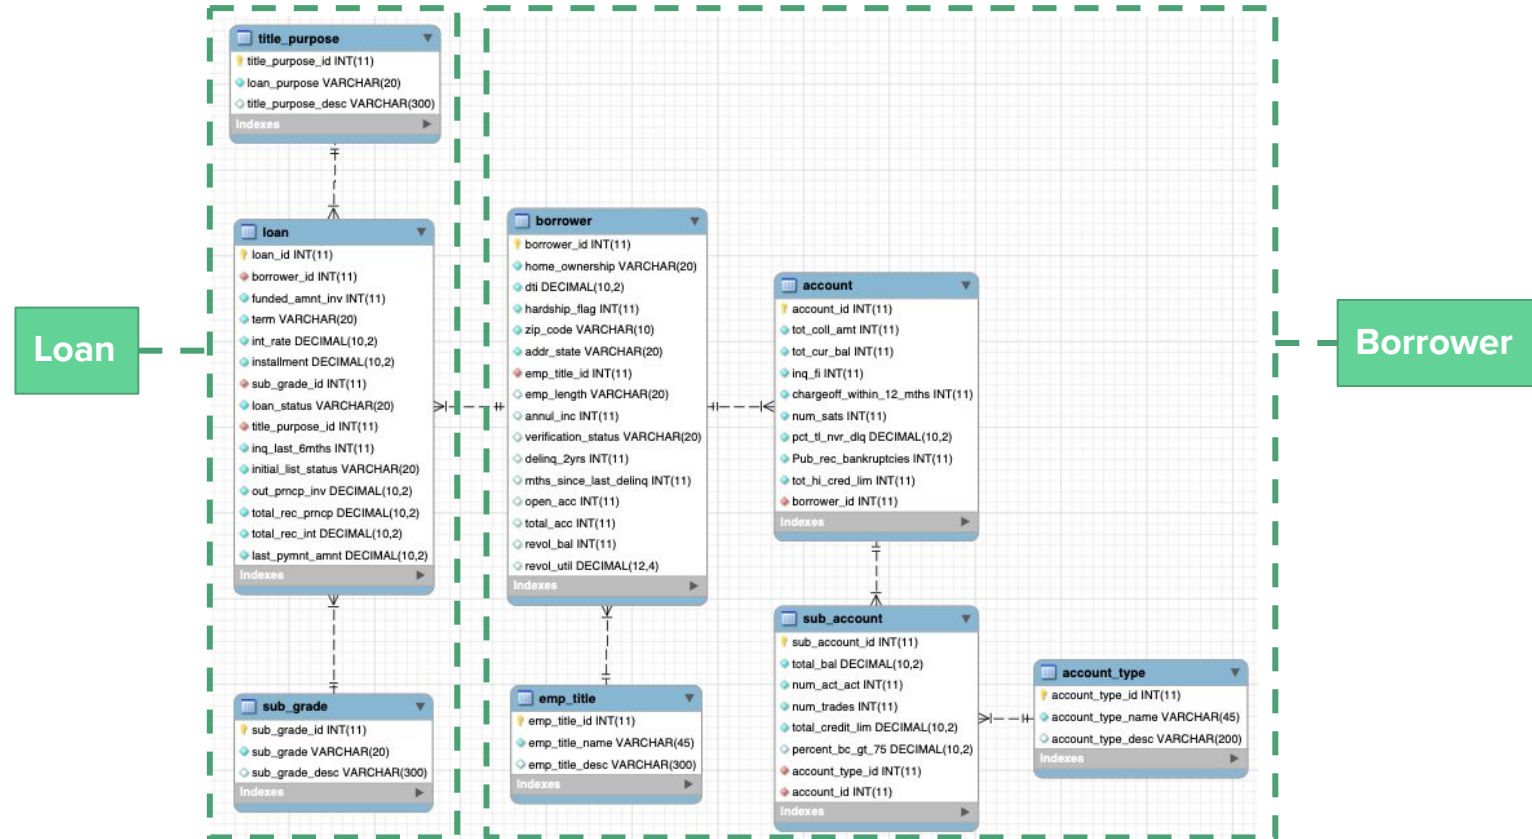 Loan
title_purpose
title_purpose_id INT(11)
loan_purpose VARCHAR(20)
title_purpose_desc VARCHAR(300)
Indexes
loan
loan_id INT(11)
borrower_id INT(11)
funded_amnt_inv INT(11)
term VARCHAR(20)
int_rate DECIMAL(10,2)
installment DECIMAL(10,2)
sub_grade_id INT(11)
loan_status VARCHAR(20)
title_purpose_id INT(11)
inq_last_6mths INT(11)
initial_list_status VARCHAR(20)
out_prncp_inv DECIMAL(10,2)
total_rec_prncp DECIMAL(10,2)
total_rec_int DECIMAL(10,2)
last_pymnt_amnt DECIMAL(10,2)
Indexes
sub_grade
sub_grade_id INT(11)
sub_grade VARCHAR(20)
sub_grade_desc VARCHAR(300)
Indexes
borrower
borrower_id INT(11)
home_ownership VARCHAR(20)
dti DECIMAL(10,2)
hardship_flag INT(11)
zip_code VARCHAR(10)
addr_state VARCHAR(20)
emp_title_id INT(11)
emp_length VARCHAR(20)
annul_inc INT(11)
verification_status VARCHAR(20)
delinq_2yrs INT(11)
mths_since_last_delinq INT(11)
open_acc INT(11)
total_acc INT(11)
revol_bal INT(11)
revol_util DECIMAL(12,4)
Indexes
emp_title
emp_title_id INT(11)
emp_title_name VARCHAR(45)
emp_title_desc VARCHAR(300)
Indexes
account
account_id INT(11)
tot_coll_amt INT(11)
tot_cur_bal INT(11)
inq_fi INT(11)
chargeoff_within_12_mths INT(11)
num_sats INT(11)
pct_tl_nvr_dlq DECIMAL(10,2)
Pub_rec_bankruptcies INT(11)
tot_hi_cred_lim INT(11)
borrower_id INT(11)
Indexes
sub_account
sub_account_id INT(11)
total_bal DECIMAL(10,2)
num_act_act INT(11)
num_trades INT(11)
total_credit_lim DECIMAL(10,2)
percent_bc_gt_75 DECIMAL(10,2)
account_type_id INT(11)
account_id INT(11)
Indexes
account_type
account_type_id INT(11)
account_type_name VARCHAR(45)
account_type_desc VARCHAR(200)
Indexes
Borrower